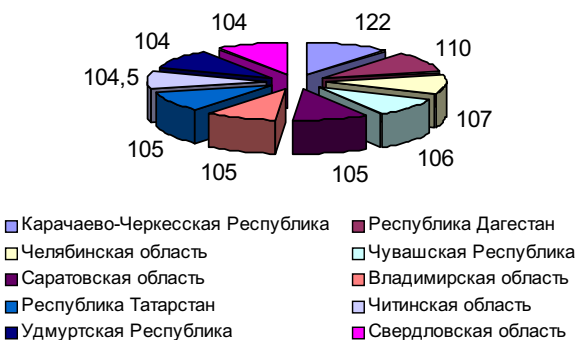 104 122
104 110
104,5 107
105 106
105 105
Карачаево-Черкесская Республика Республика Дагестан
Челябинская область Чувашская Республика
Саратовская область Владимирская область
Республика Татарстан Читинская область
Удмуртская Республика Свердловская область